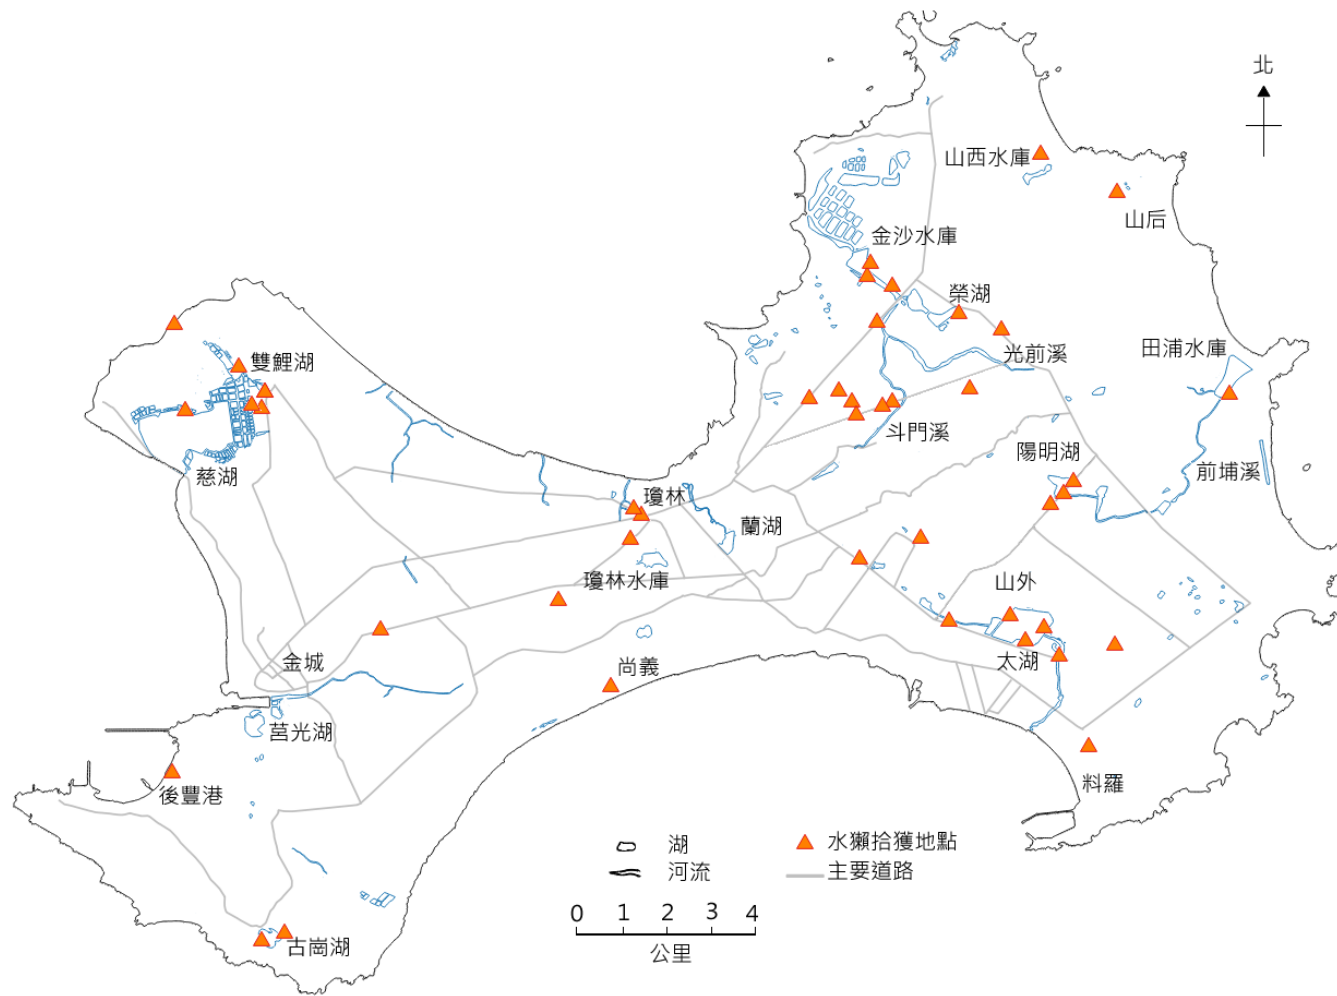 北
山西水庫
山后
金沙水庫
榮湖
光前溪
田浦水庫
雙鯉湖
斗門溪
陽明湖
前埔溪
慈湖
瓊林
蘭湖
瓊林水庫
山外
金城
尚義
太湖
莒光湖
後豐港
料羅
古崗湖
湖
水獺拾獲地點
河流
主要道路
0 1 2 3 4
公里